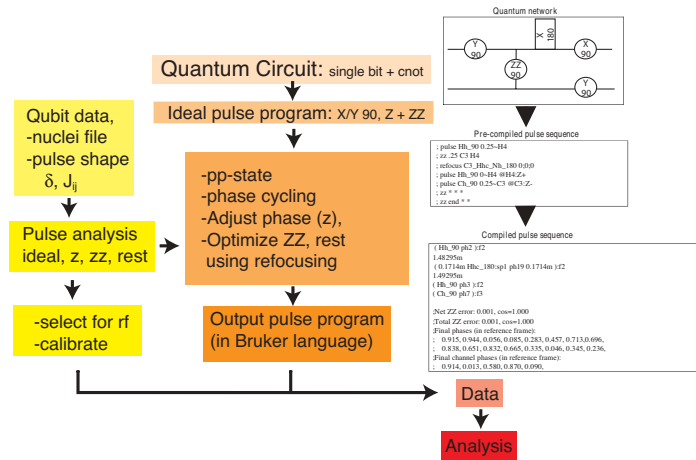 Quantum Circuit: single bit + cnot
Ideal pulse program: X/Y 90, Z + ZZ
Qubit data,
-nuclei file
-pulse shape
δ, Jij
Pulse analysis
ideal, z, zz, rest
-select for rf
-calibrate
-pp-state
-phase cycling
-Adjust phase (z),
-Optimize ZZ, rest
using refocusing
Output pulse program
(in Bruker language)
Quantum network
Y
90
X
180
X
90
ZZ
90
Y
90
Pre-compiled pulse sequence
; pulse Hh_90 0.25~H4
; zz .25 C3 H4
; refocus C3_Hhc_Nh_180 0;0;0
; pulse Hh_90 0~H4 @H4:Z+
; pulse Ch_90 0.25~C3 @C3:Z-
; zz * * *
; zz end * *
Compiled pulse sequence
( Hh_90 ph2 ):f2
1.48295m
( 0.1714m Hhc_180:sp1 ph19 0.1714m ):f2
1.49295m
( Hh_90 ph3 ):f2
( Ch_90 ph7 ):f3
;Net ZZ error: 0.001, cos=1.000
;Total ZZ error: 0.001, cos=1.000
;Final phases (in reference frame):
; 0.915, 0.944, 0.056, 0.085, 0.283, 0.457, 0.713,0.696,
; 0.838, 0.651, 0.832, 0.665, 0.335, 0.046, 0.345, 0.236,
;Final channel phases (in reference frame):
; 0.914, 0.013, 0.580, 0.870, 0.090,
Data
Analysis